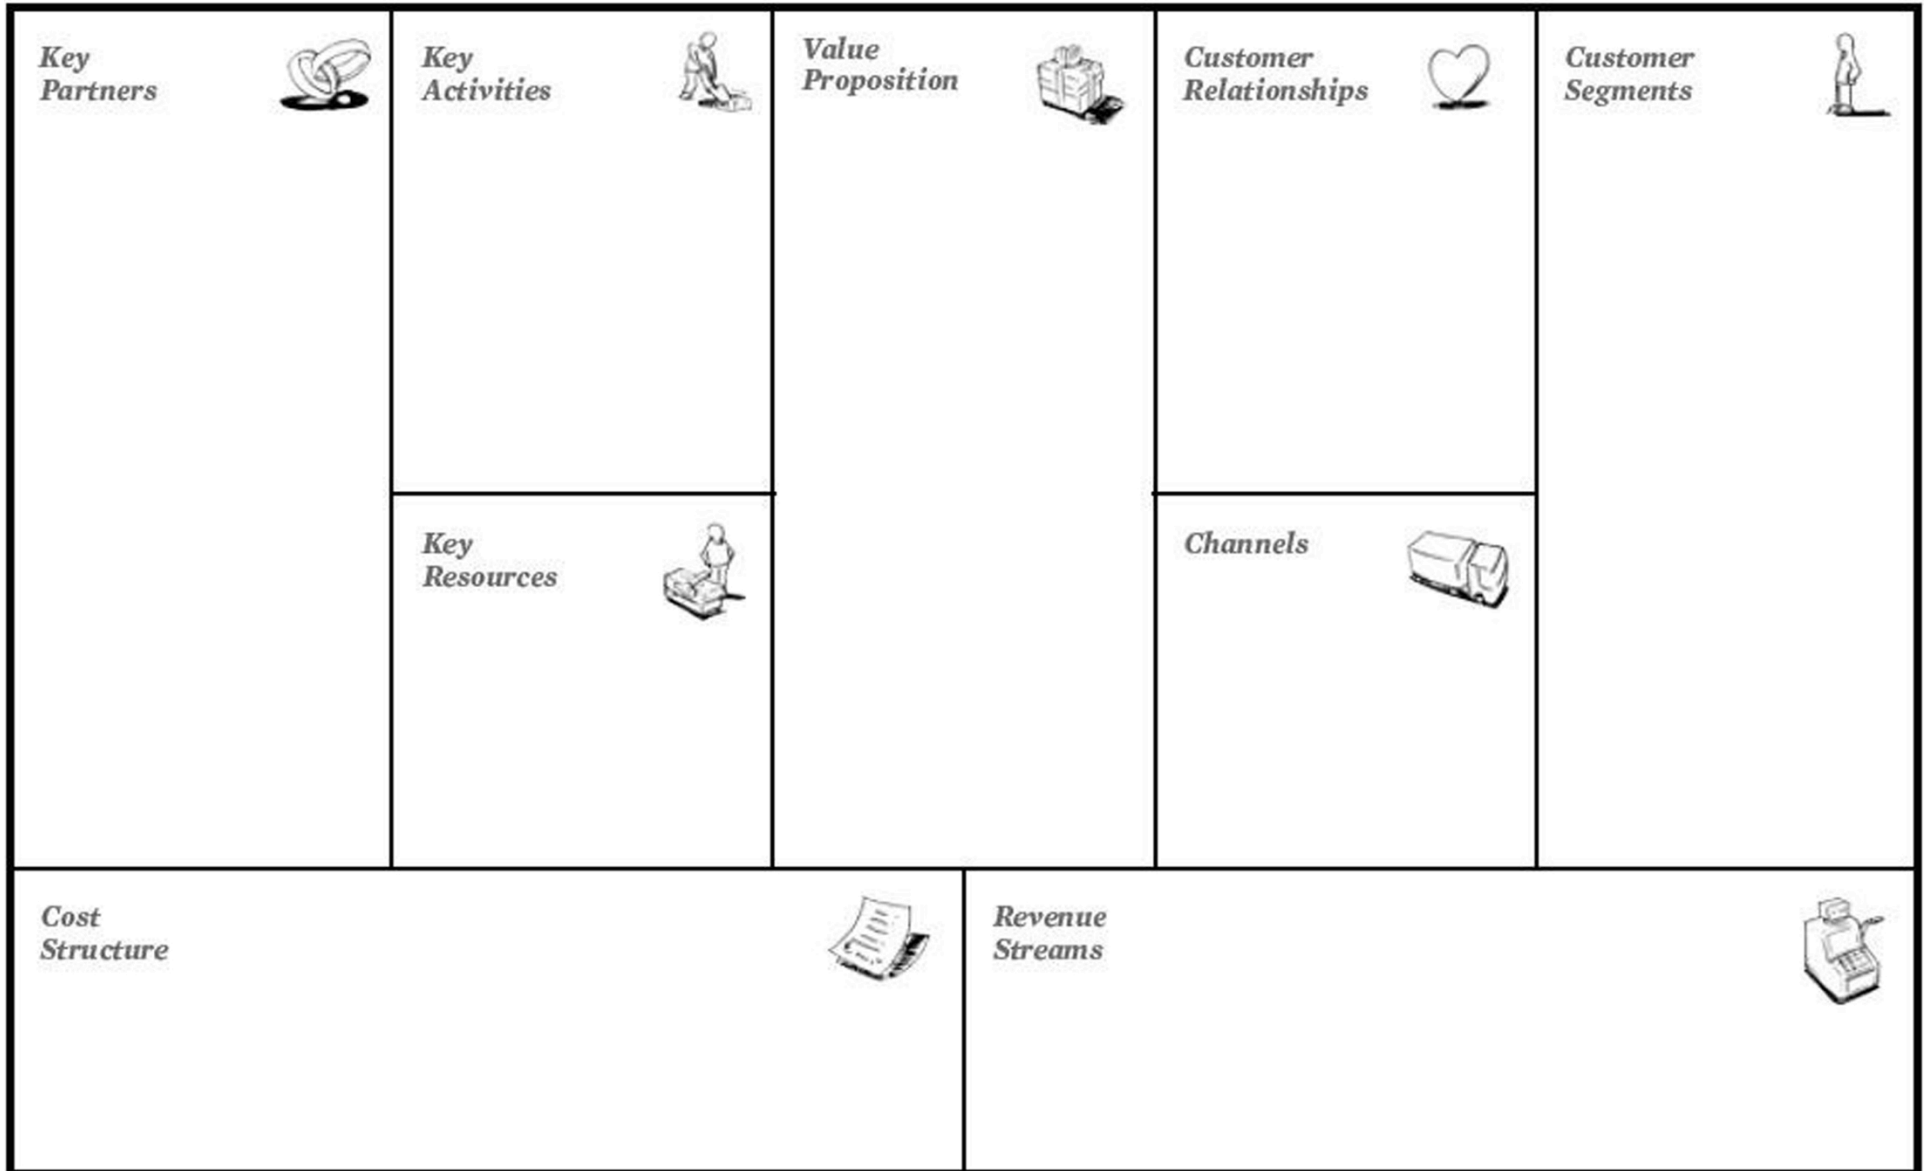 Key
Partners
Key
Activities
Value
Proposition
Customer
Relationships
Customer
Segments
Key
Resources
Channels
Cost
Structure
Revenue
Streams